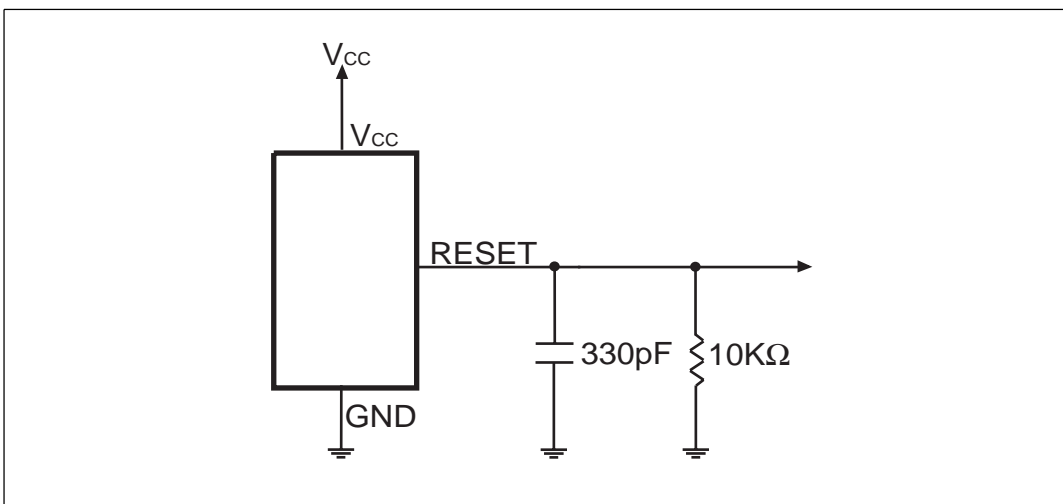 VCC
VCC
RESET
330pF
10KΩ
GND